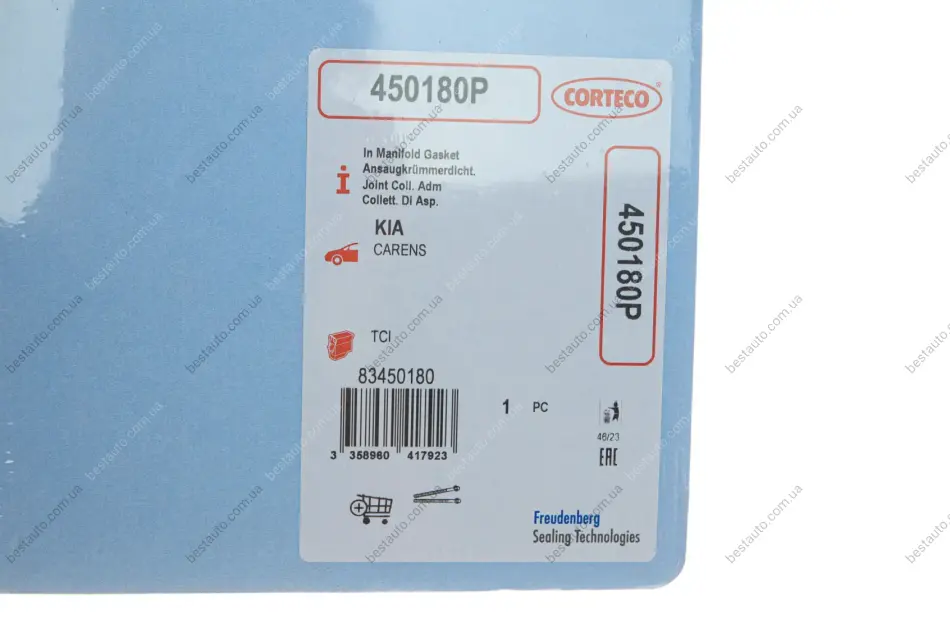 450180P
CORTECO
In Manifold Gasket
Ansaugkrümmerdicht.
Joint Coll. Adm
Collett. Di Asp.
KIA
CARENS
450180P
TCI
83450180
3 358960 417923
1 PC
46/23
EAC
Freudenberg
Sealing Technologies
bestauto.com.ua